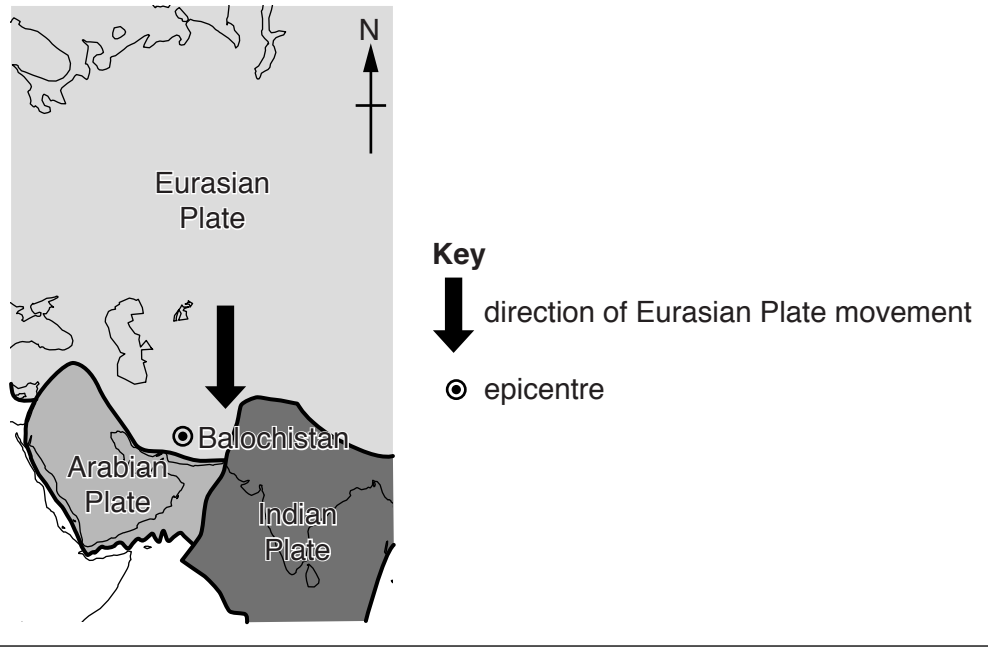 N
Eurasian
Plate
Balochistan
Arabian
Plate
Indian
Plate
Key
direction of Eurasian Plate movement
epicentre